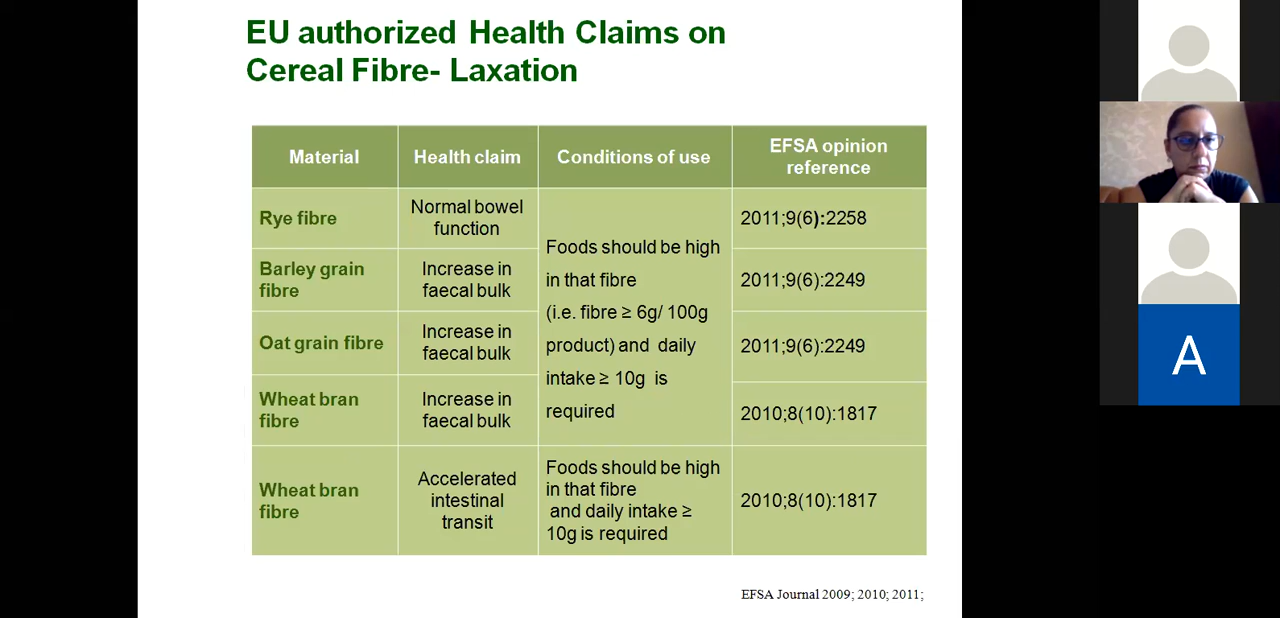 EU authorized Health Claims on
Cereal Fibre- Laxation
Material
Health claim
Conditions of use
EFSA opinion
reference
Rye fibre
Normal bowel
function
Foods should be high
in that fibre
(i.e. fibre ≥ 6g/ 100g
product) and daily
intake ≥ 10g is
required
2011;9(6):2258
Barley grain
fibre
Increase in
faecal bulk
2011;9(6):2249
Oat grain fibre
Increase in
faecal bulk
2011;9(6):2249
Wheat bran
fibre
Increase in
faecal bulk
2010;8(10):1817
Wheat bran
fibre
Accelerated
intestinal
transit
Foods should be high
in that fibre
and daily intake ≥
10g is required
2010;8(10):1817
EFSA Journal 2009; 2010; 2011;
A